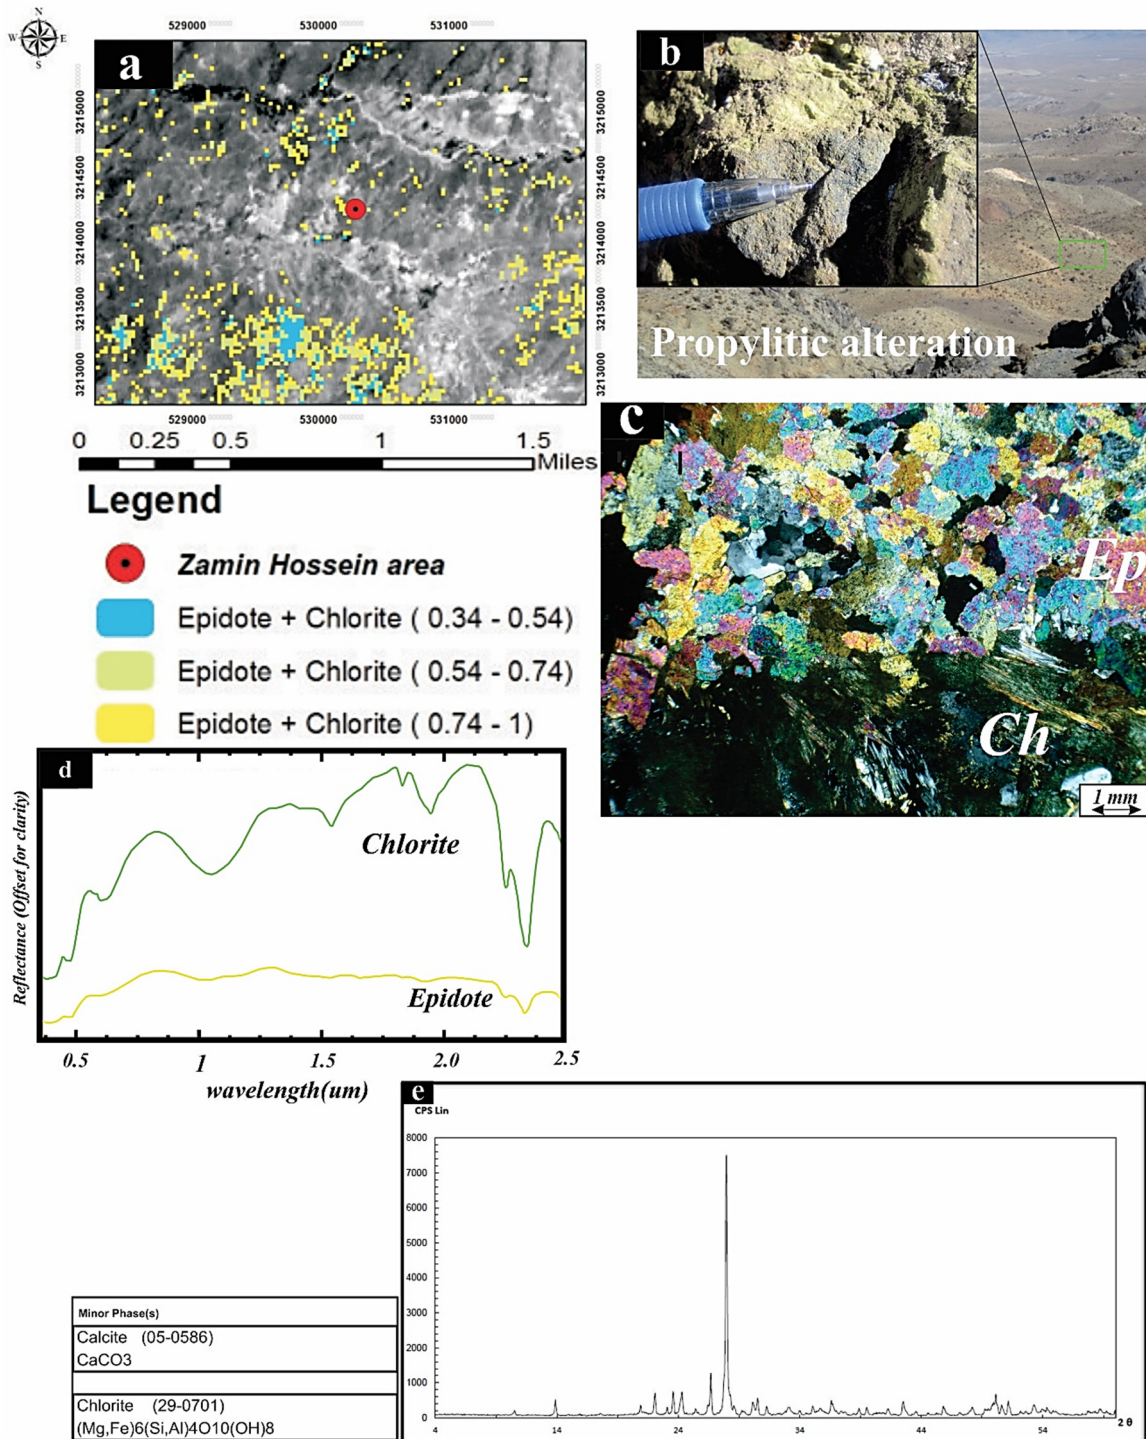 N
W
E
S
529000
530000
531000
a
3215000
3214500
3214000
3213500
3213000
3215000
3214500
3214000
3213500
3213000
529000
530000
531000
0
0.25
0.5
1
1.5
Miles
Legend
Zamin Hossein area
Epidote + Chlorite ( 0.34 - 0.54)
Epidote + Chlorite ( 0.54 - 0.74)
Epidote + Chlorite ( 0.74 - 1)
b
Propylitic alteration
c
Ep
Ch
1 mm
d
Reflectance (Offset for clarity)
Chlorite
Epidote
0.5
1
1.5
2.0
2.5
wavelength(um)
e
CPS Lin
8000
7000
6000
5000
4000
3000
2000
1000
0
4
14
24
34
44
54
2θ
Minor Phase(s)
Calcite (05-0586)
CaCO3
Chlorite (29-0701)
(Mg,Fe)6(Si,Al)4O10(OH)8